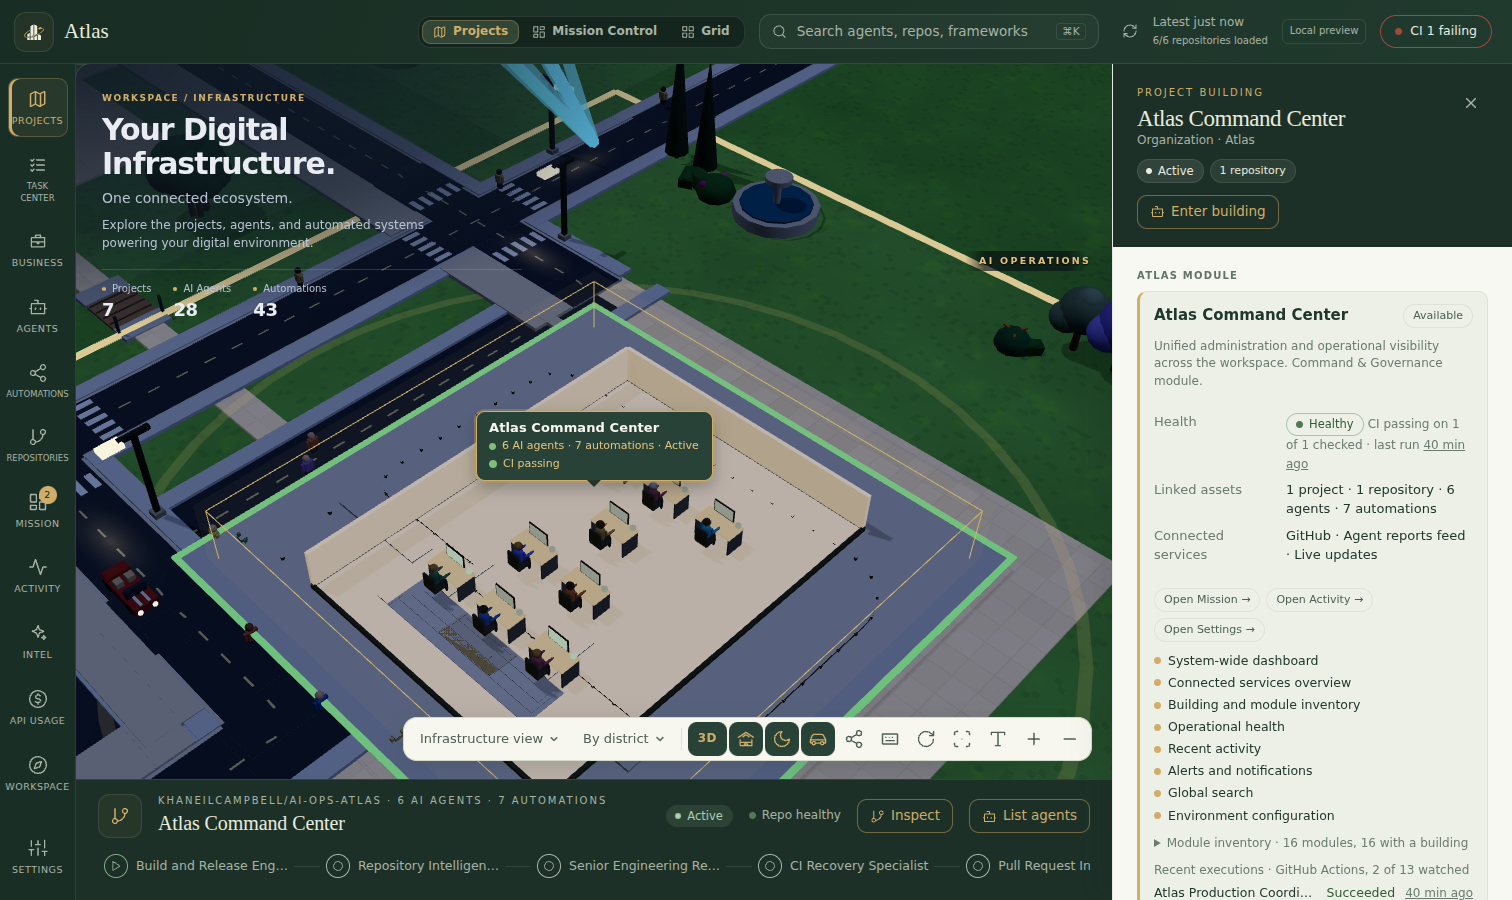 Atlas
Projects
Mission Control
Grid
Search agents, repos, frameworks
⌘K
Latest just now
6/6 repositories loaded
Local preview
CI 1 failing
PROJECTS
TASK
CENTER
BUSINESS
AGENTS
AUTOMATIONS
REPOSITORIES
2
MISSION
ACTIVITY
INTEL
API USAGE
WORKSPACE
SETTINGS
WORKSPACE / INFRASTRUCTURE
Your Digital
Infrastructure.
One connected ecosystem.
Explore the projects, agents, and automated systems
powering your digital environment.
Projects
7
AI Agents
28
Automations
43
AI OPERATIONS
Atlas Command Center
6 AI agents · 7 automations · Active
CI passing
Infrastructure view
By district
3D
KHANEILCAMPBELL/AI-OPS-ATLAS · 6 AI AGENTS · 7 AUTOMATIONS
Atlas Command Center
Active
Repo healthy
Inspect
List agents
Build and Release Eng…
Repository Intelligen…
Senior Engineering Re…
CI Recovery Specialist
Pull Request In
PROJECT BUILDING
Atlas Command Center
Organization · Atlas
Active
1 repository
Enter building
ATLAS MODULE
Atlas Command Center
Available
Unified administration and operational visibility
across the workspace. Command & Governance
module.
Health
Healthy CI passing on 1
of 1 checked · last run 40 min
ago
Linked assets
1 project · 1 repository · 6
agents · 7 automations
Connected
services
GitHub · Agent reports feed
· Live updates
Open Mission →
Open Activity →
Open Settings →
System-wide dashboard
Connected services overview
Building and module inventory
Operational health
Recent activity
Alerts and notifications
Global search
Environment configuration
Module inventory · 16 modules, 16 with a building
Recent executions · GitHub Actions, 2 of 13 watched
Atlas Production Coordi…
Succeeded
40 min ago